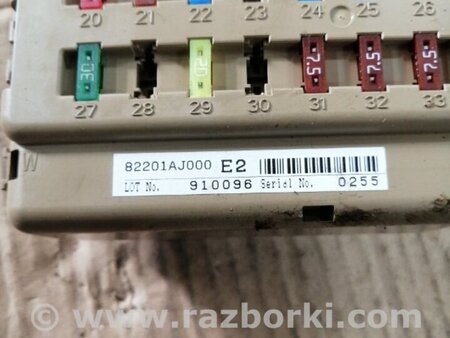 20 21 22 23 24 25 26
30 20 7.5 7.5 7.5
27 28 29 30 31 32 33
W
82201AJ000 E2
LOT No. 910096 Serial No. 0255
www.razborki.com